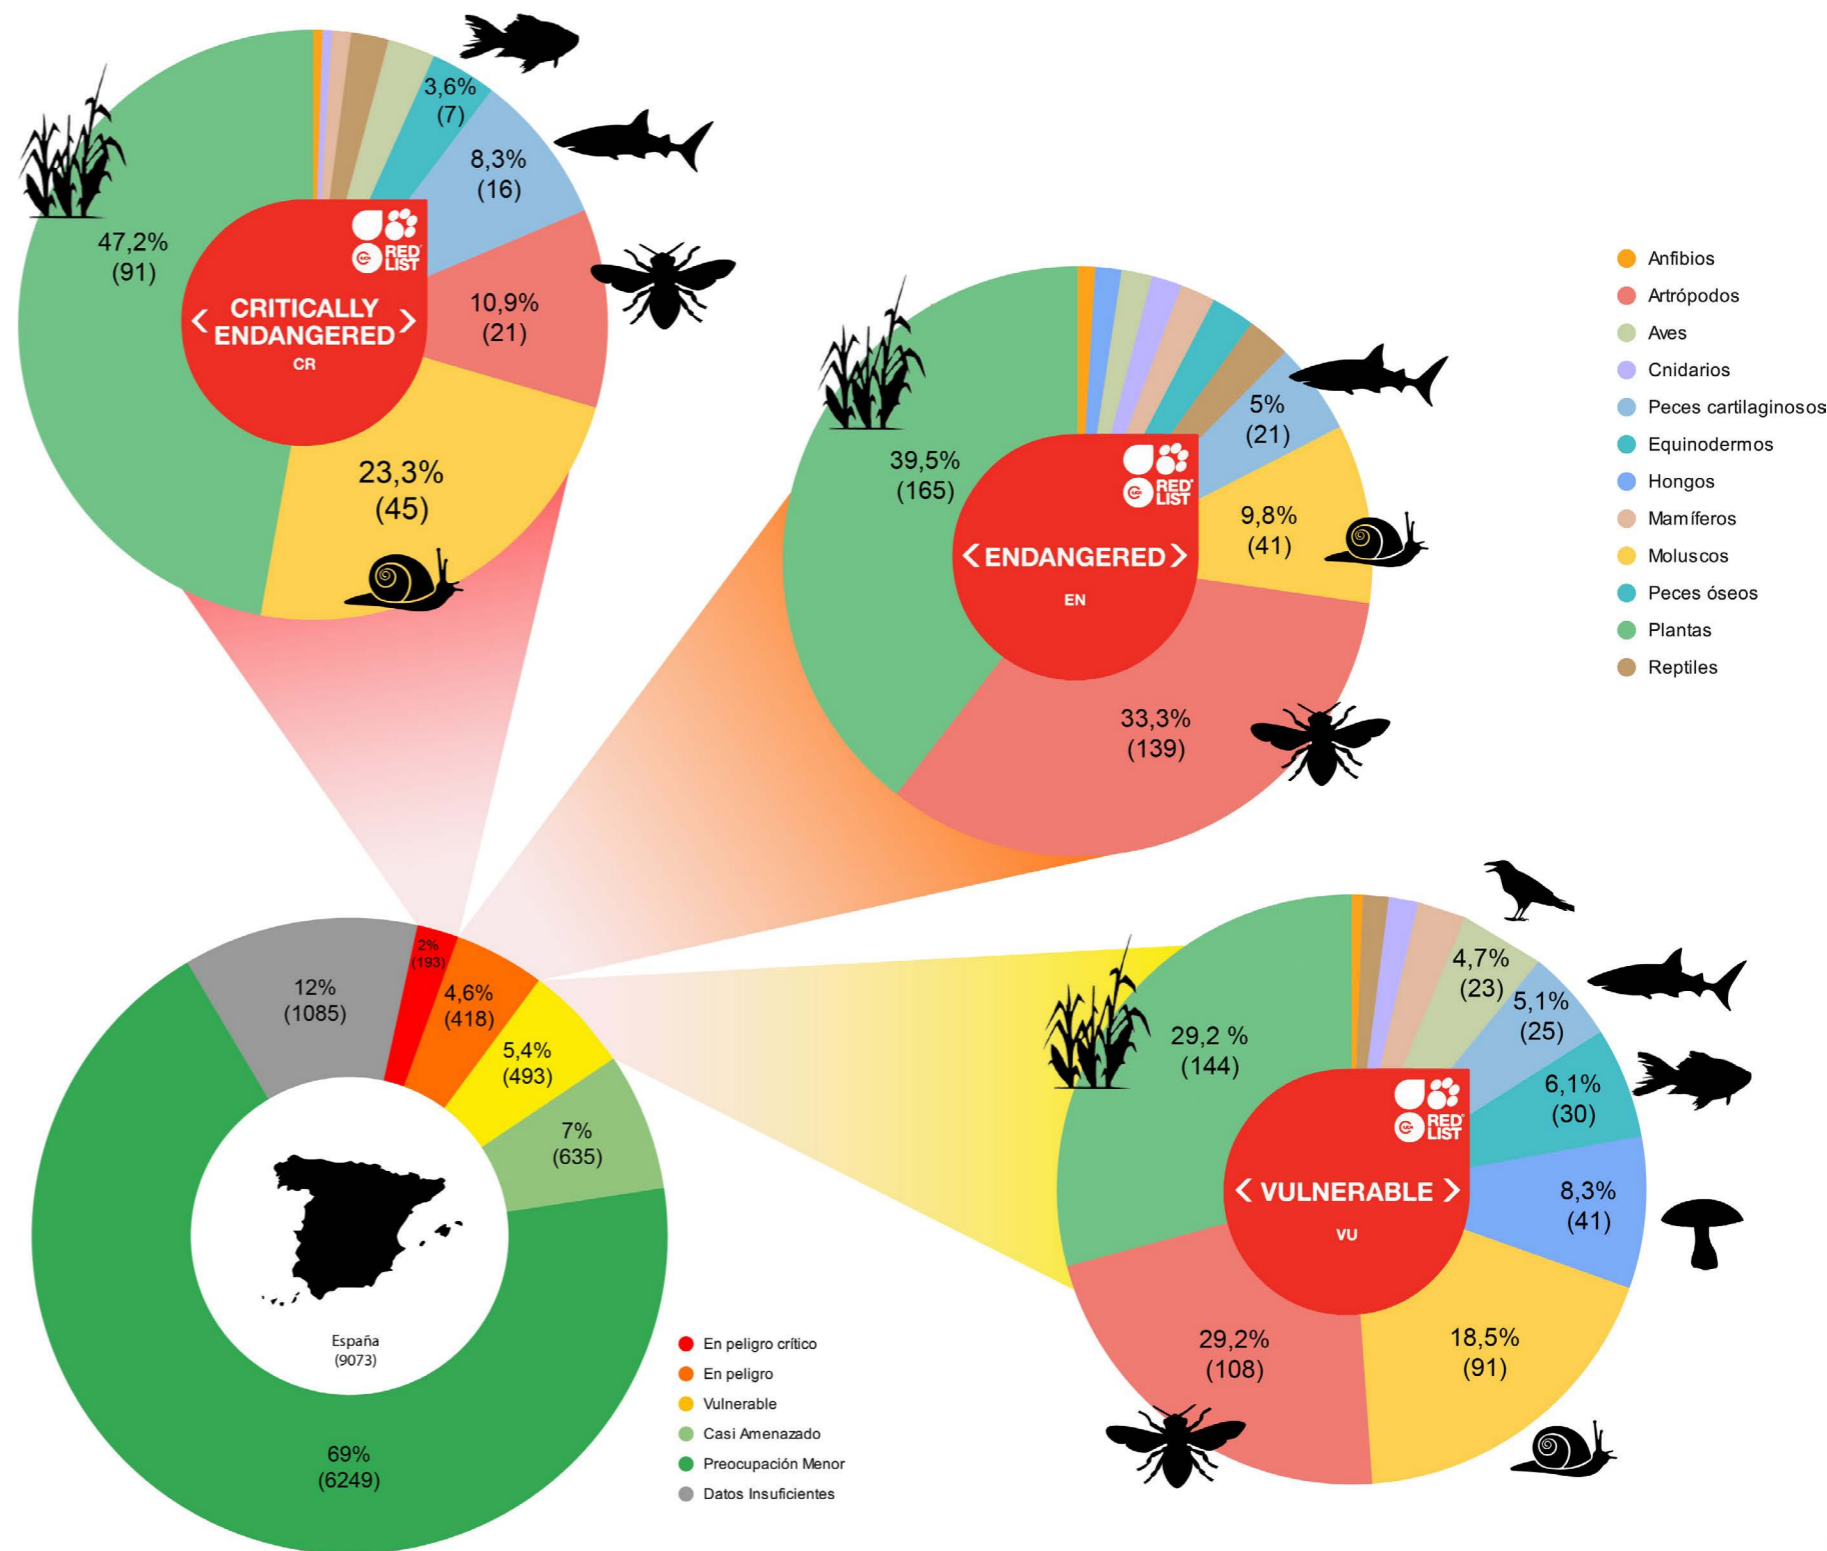 3,6%
(7)
8,3%
(16)
47,2%
(91)
RED
LIST
CRITICALLY
ENDANGERED
CR
10,9%
(21)
23,3%
(45)
5%
(21)
39,5%
(165)
RED
LIST
ENDANGERED
EN
9,8%
(41)
33,3%
(139)
Anfibios
Artrópodos
Aves
Cnidarios
Peces cartilaginosos
Equinodermos
Hongos
Mamíferos
Moluscos
Peces óseos
Plantas
Reptiles
12%
(1085)
2%
(193)
4,6%
(418)
5,4%
(493)
7%
(635)
España
(9073)
69%
(6249)
En peligro crítico
En peligro
Vulnerable
Casi Amenazado
Preocupación Menor
Datos Insuficientes
4,7%
(23)
5,1%
(25)
29,2 %
(144)
6,1%
(30)
RED
LIST
VULNERABLE
VU
8,3%
(41)
29,2%
(108)
18,5%
(91)